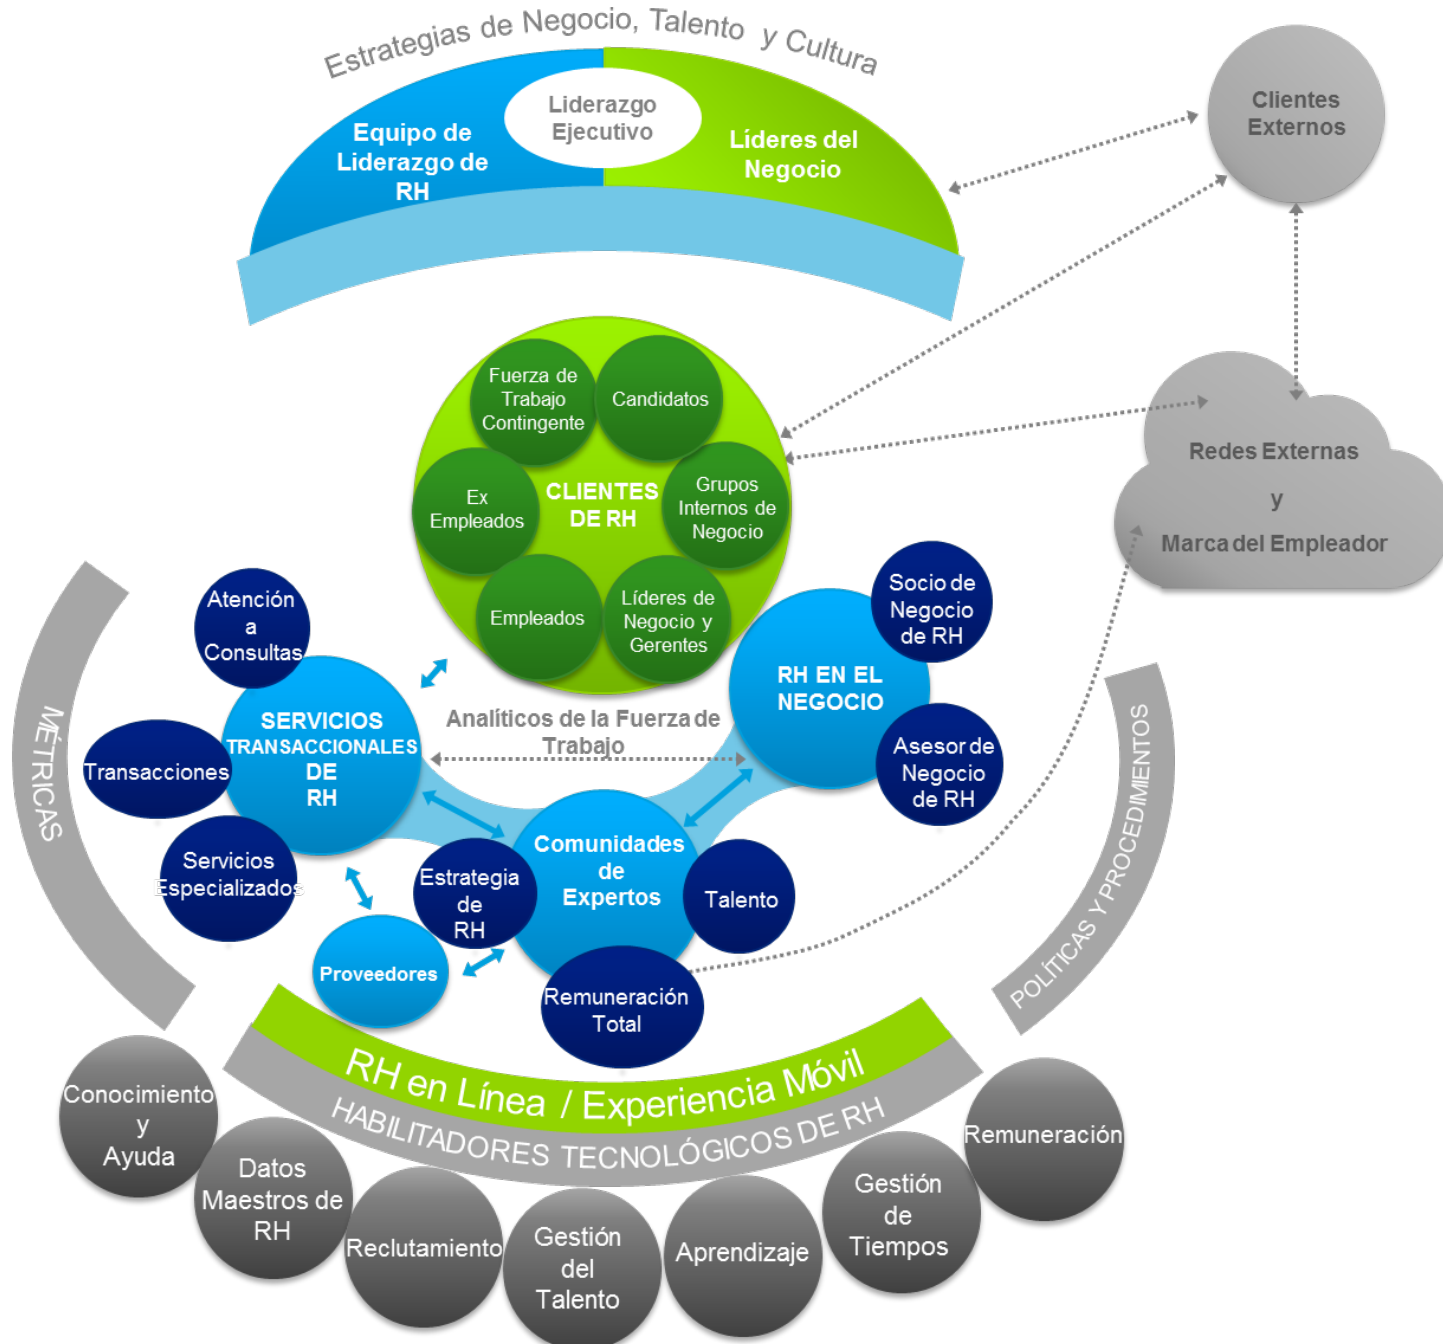 Estrategias de Negocio, Talento y Cultura
Liderazgo
Ejecutivo
Equipo de
Liderazgo de
RH
Líderes del
Negocio
Clientes
Externos
Fuerza de
Trabajo
Contingente
Candidatos
Ex
Empleados
CLIENTES
DE RH
Grupos
Internos de
Negocio
Empleados
Líderes de
Negocio y
Gerentes
Redes Externas
y
Marca del Empleador
Atención
a
Consultas
Socio de
Negocio
de RH
RH EN EL
NEGOCIO
SERVICIOS
TRANSACCIONALES
DE
RH
Analíticos de la Fuerza de
Trabajo
Transacciones
Asesor de
Negocio
de RH
Servicios
Especializados
Estrategia
de
RH
Comunidades
de
Expertos
Talento
Proveedores
Remuneración
Total
MÉTRICAS
POLÍTICAS Y PROCEDIMIENTOS
RH en Línea / Experiencia Móvil
HABILITADORES TECNOLÓGICOS DE RH
Conocimiento
y
Ayuda
Datos
Maestros de
RH
Reclutamiento
Gestión
del
Talento
Aprendizaje
Gestión
de
Tiempos
Remuneración